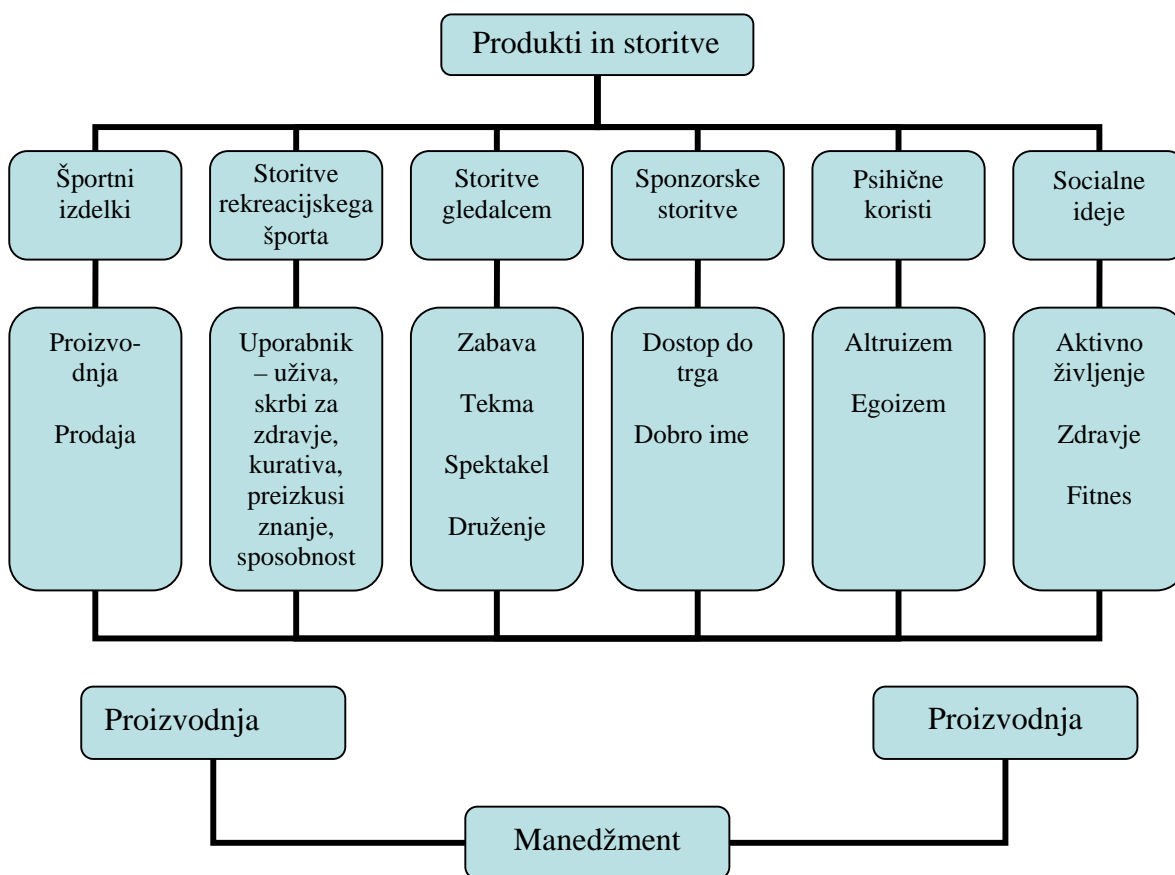 Produkti in storitve
Športni
izdelki
Storitve
rekreacijskega
športa
Storitve
gledalcem
Sponzorske
storitve
Psihične
koristi
Socialne
ideje
Proizvo-
dnja
Prodaja
Uporabnik
– uživa,
skrbi za
zdravje,
kurativa,
preizkusi
znanje,
sposobnost
Zabava
Tekma
Spektakel
Druženje
Dostop do
trga
Dobro ime
Altruizem
Egoizem
Aktivno
življenje
Zdravje
Fitnes
Proizvodnja
Proizvodnja
Manedžment